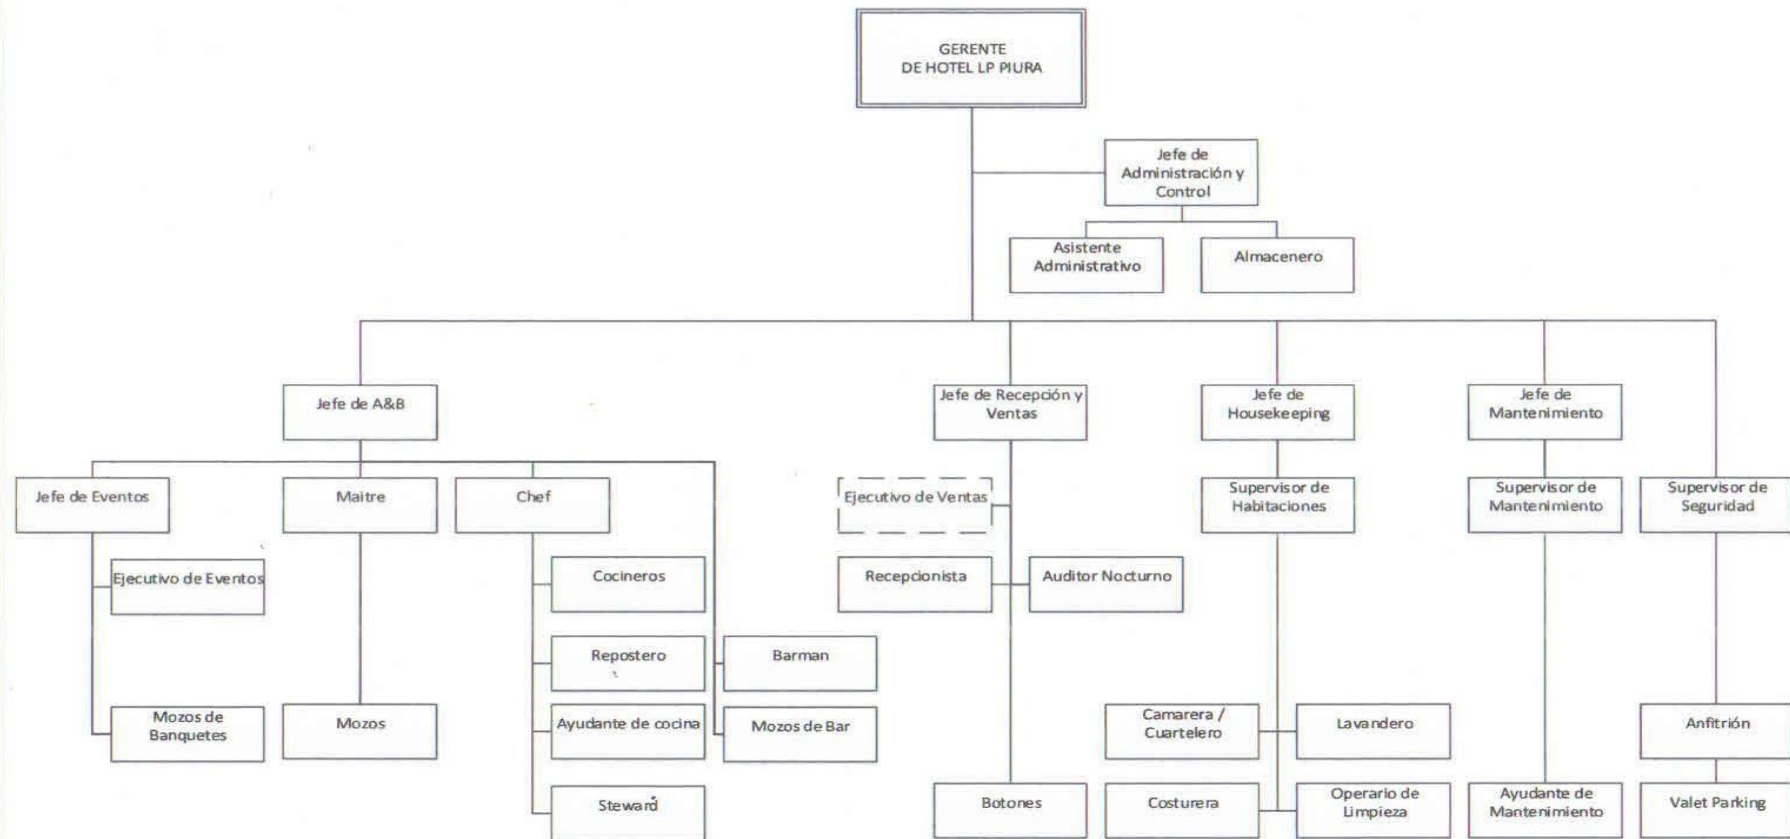 GERENTE
DE HOTEL LP PIURA
Jefe de
Administración y
Control
Asistente
Administrativo
Almacenero
Jefe de A&B
Jefe de Recepción y
Ventas
Jefe de
Housekeeping
Jefe de
Mantenimiento
Jefe de Eventos
Maitre
Chef
Ejecutivo de Ventas
Supervisor de
Habitaciones
Supervisor de
Mantenimiento
Supervisor de
Seguridad
Ejecutivo de Eventos
Cocineros
Recepcionista
Auditor Nocturno
Repostero
Barman
Mozos de
Banquetes
Mozos
Ayudante de cocina
Mozos de Bar
Camarera /
Cuartelero
Lavandero
Anfitrión
Steward
Botones
Costurera
Operario de
Limpieza
Ayudante de
Mantenimiento
Valet Parking